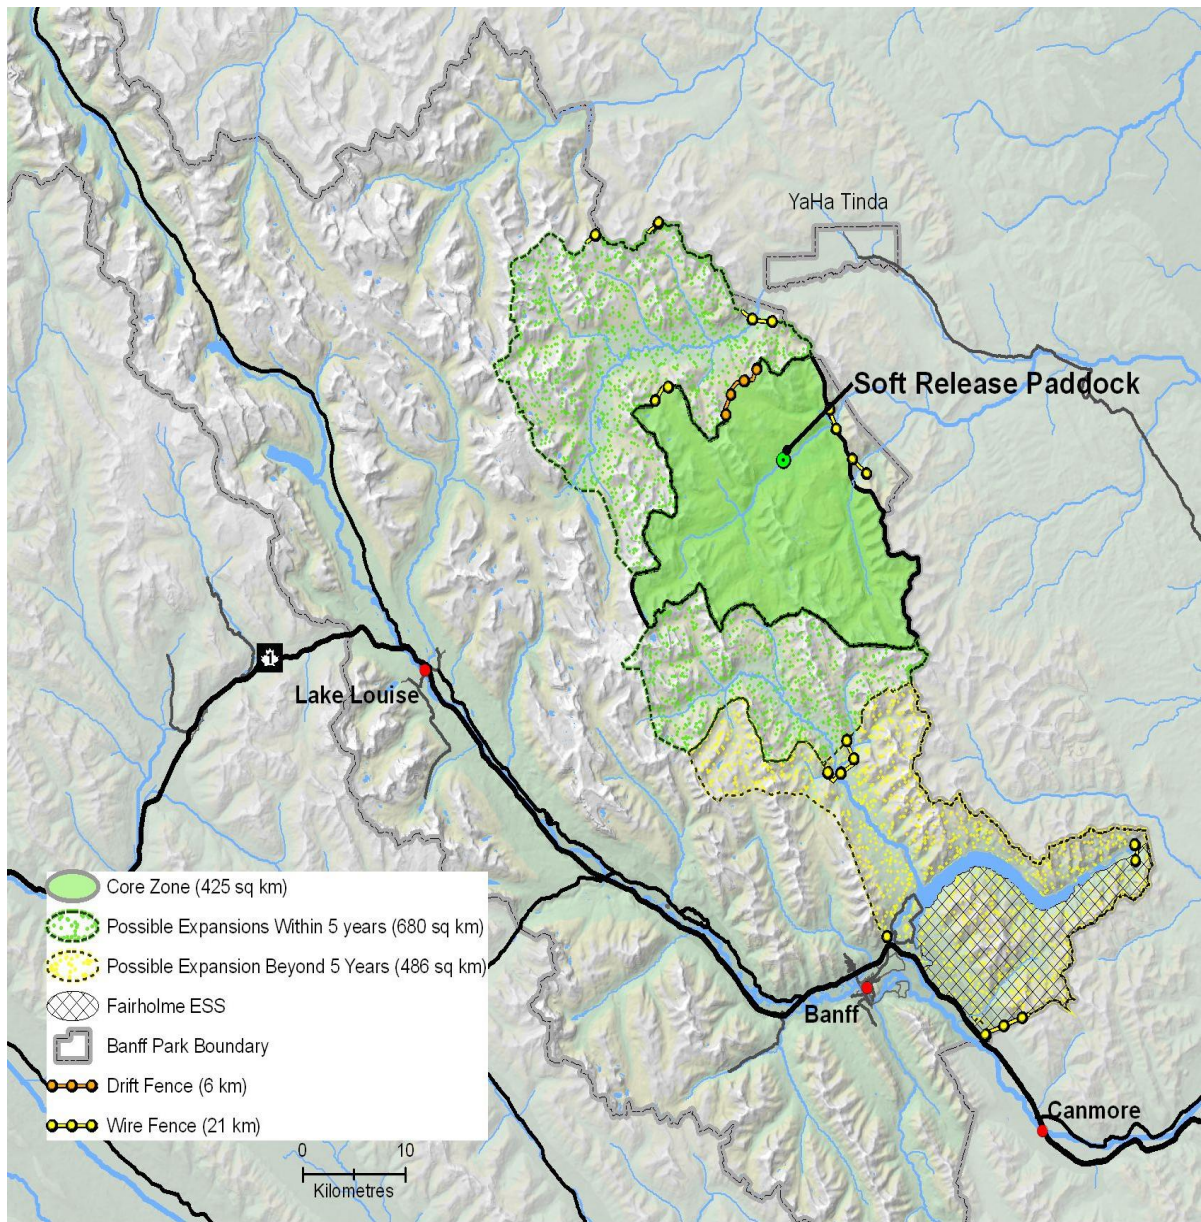 YaHa Tinda
Soft Release Paddock
1
Lake Louise
Core Zone (425 sq km)
Possible Expansions Within 5 years (680 sq km)
Possible Expansion Beyond 5 Years (486 sq km)
Fairholme ESS
Banff
Banff Park Boundary
Drift Fence (6 km)
Canmore
Wire Fence (21 km)
0 10
Kilometres